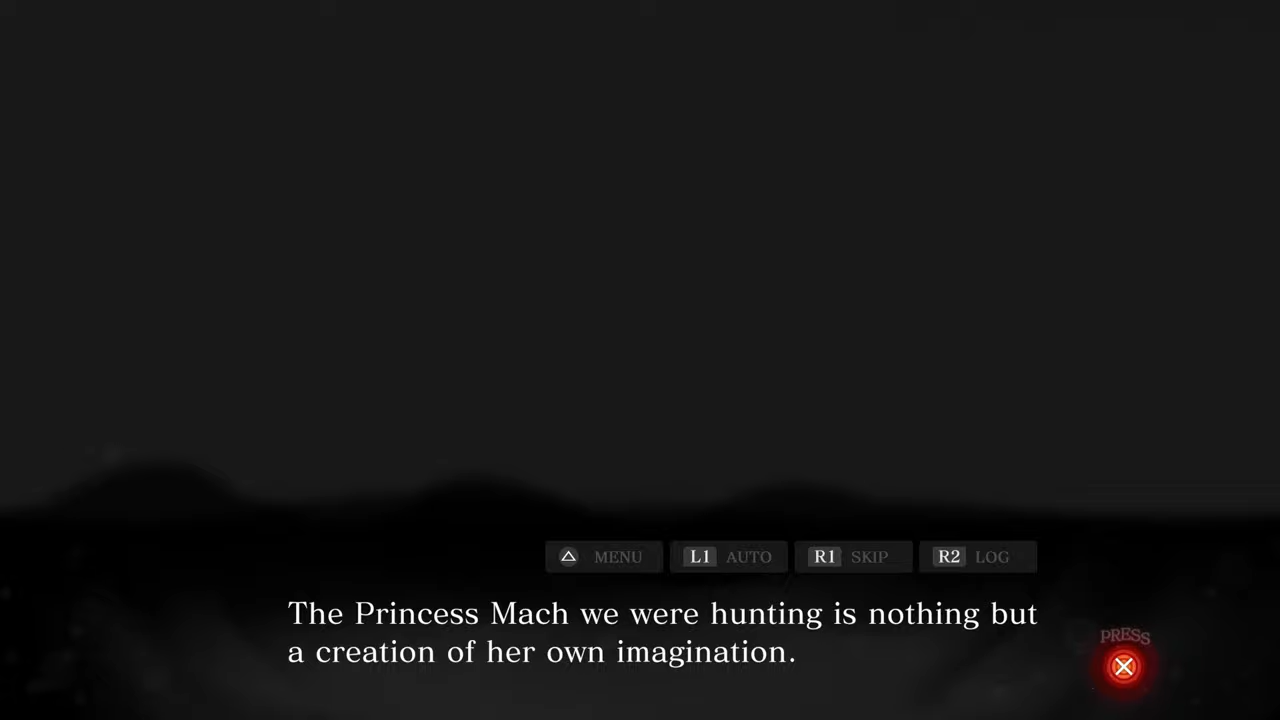 MENU L1 AUTO R1 SKIP R2 LOG
The Princess Mach we were hunting is nothing but
a creation of her own imagination.
PRESS